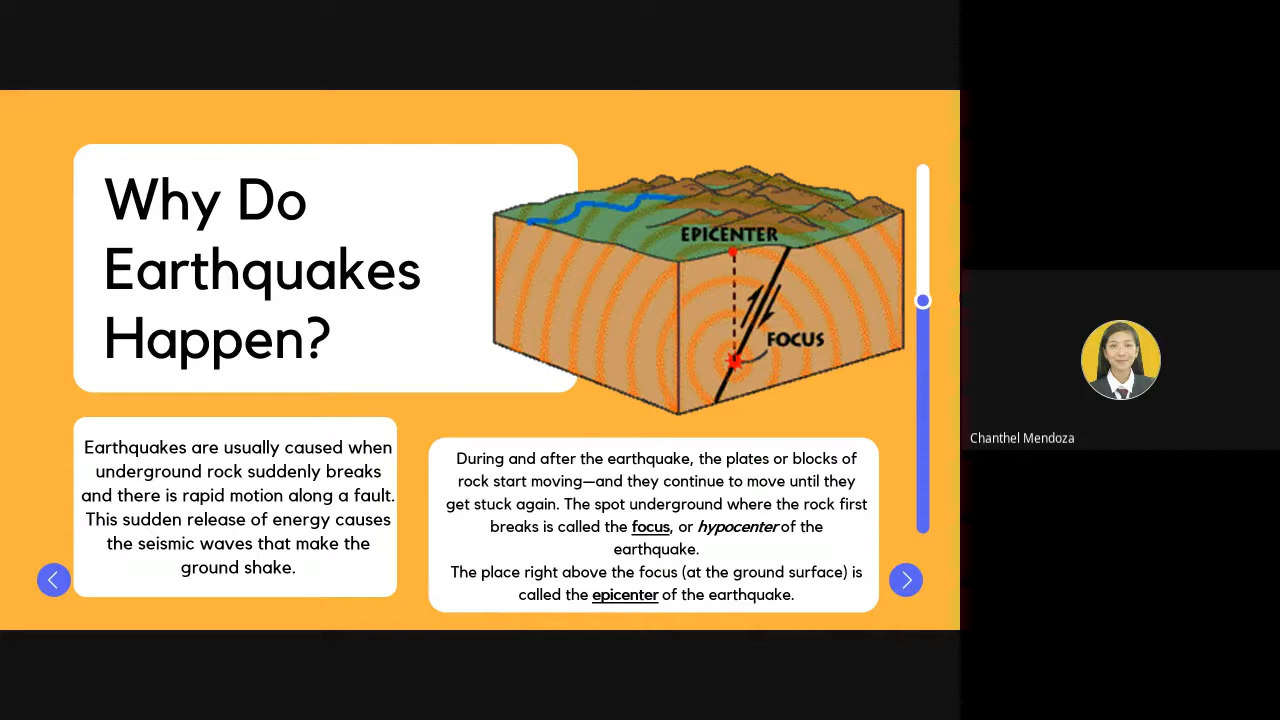 Why Do
Earthquakes
Happen?
EPICENTER
FOCUS
Earthquakes are usually caused when
underground rock suddenly breaks
and there is rapid motion along a fault.
This sudden release of energy causes
the seismic waves that make the
ground shake.
During and after the earthquake, the plates or blocks of
rock start moving—and they continue to move until they
get stuck again. The spot underground where the rock first
breaks is called the focus, or hypocenter of the
earthquake.
The place right above the focus (at the ground surface) is
called the epicenter of the earthquake.
Chanthel Mendoza